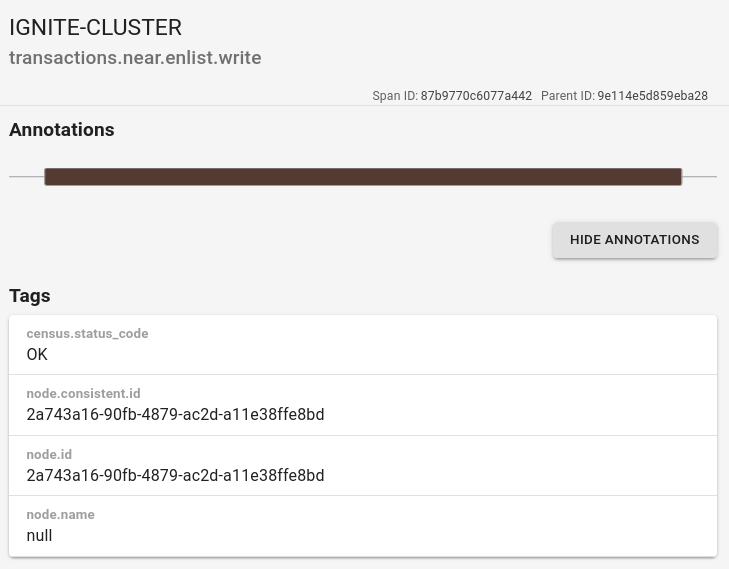 IGNITE-CLUSTER
transactions.near.enlist.write
Span ID: 87b9770c6077a442 Parent ID: 9e114e5d859eba28
Annotations
HIDE ANNOTATIONS
Tags
census.status_code
OK
node.consistent.id
2a743a16-90fb-4879-ac2d-a11e38ffe8bd
node.id
2a743a16-90fb-4879-ac2d-a11e38ffe8bd
node.name
null